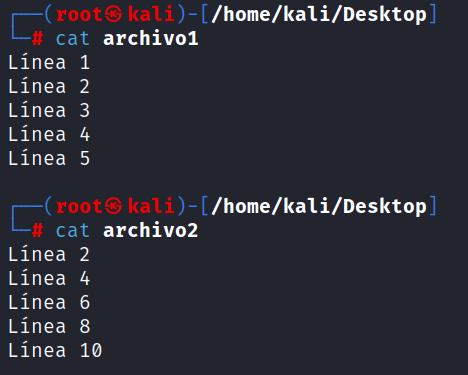 ┌──(root㉿kali)-[/home/kali/Desktop]
└─# cat archivo1
Línea 1
Línea 2
Línea 3
Línea 4
Línea 5

┌──(root㉿kali)-[/home/kali/Desktop]
└─# cat archivo2
Línea 2
Línea 4
Línea 6
Línea 8
Línea 10